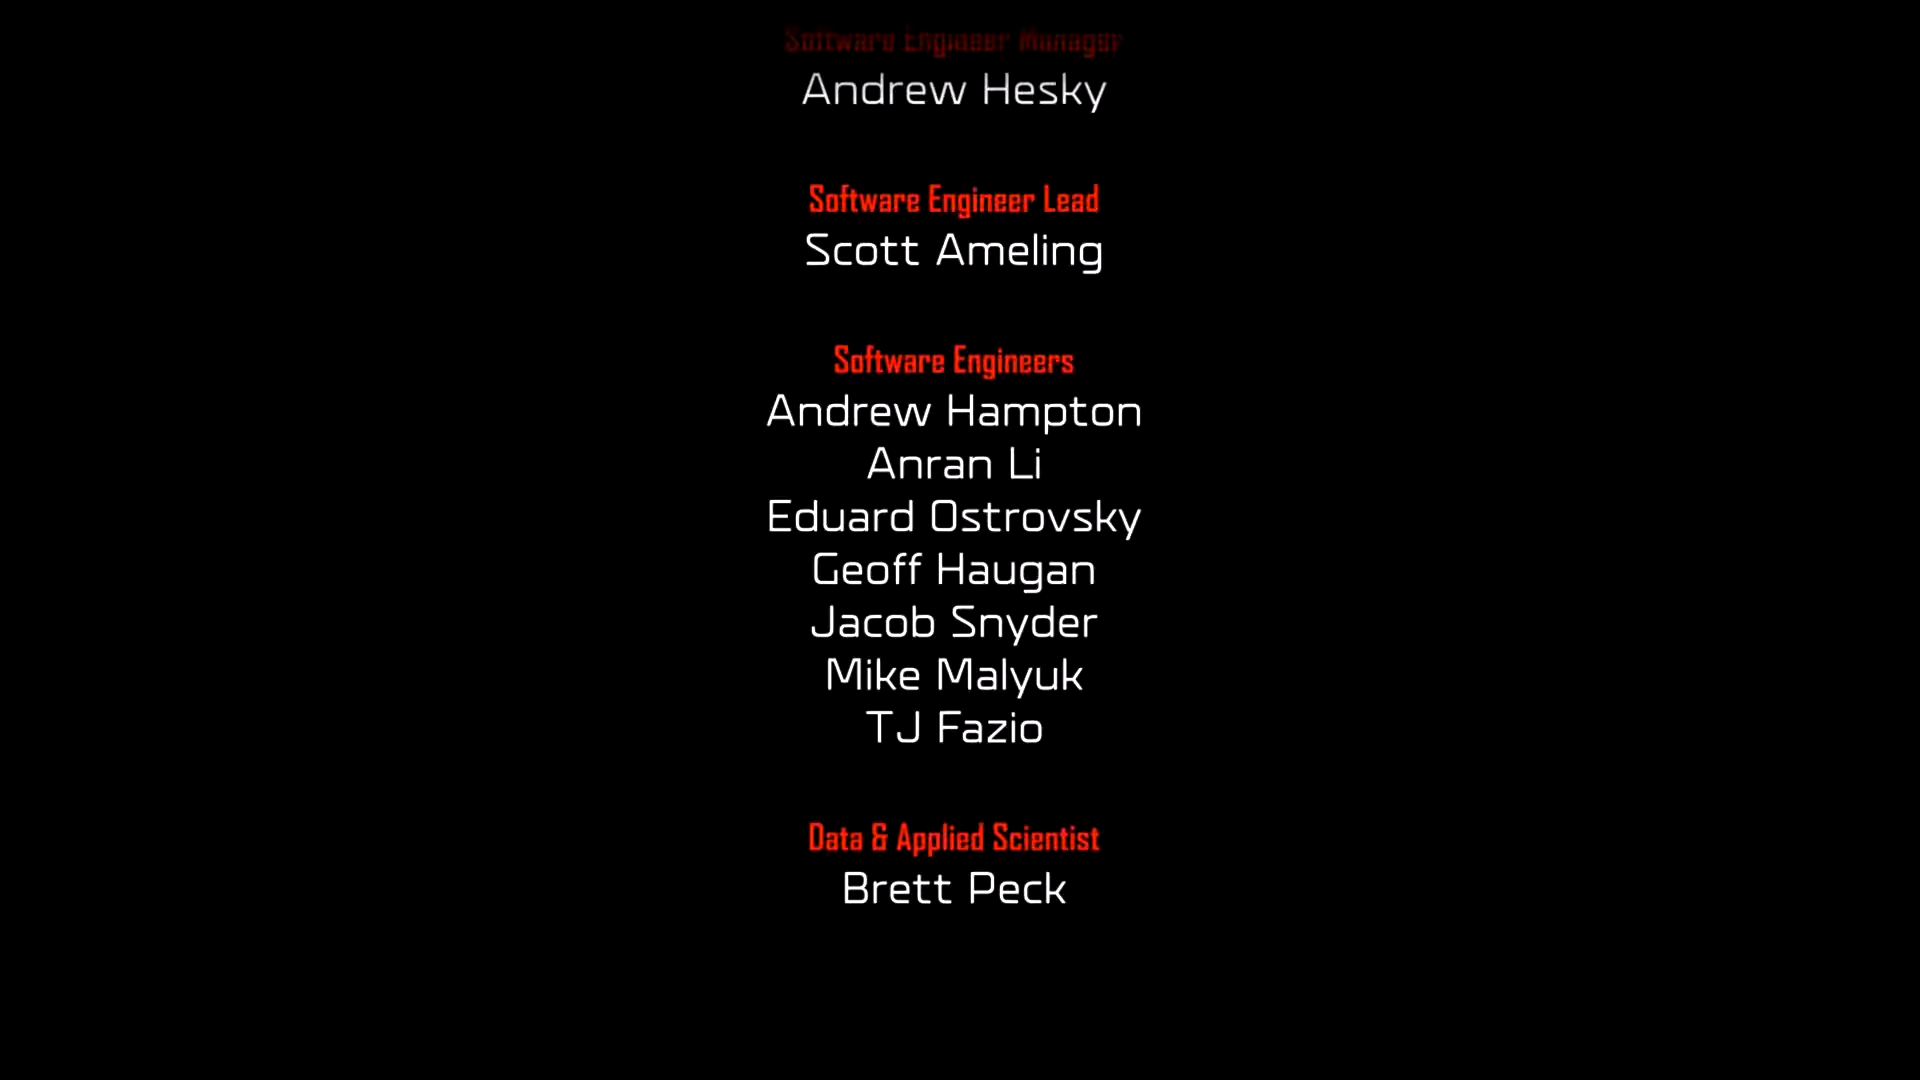 Software Engineer Manager
Andrew Hesky
Software Engineer Lead
Scott Ameling
Software Engineers
Andrew Hampton
Anran Li
Eduard Ostrovsky
Geoff Haugan
Jacob Snyder
Mike Malyuk
TJ Fazio
Data & Applied Scientist
Brett Peck